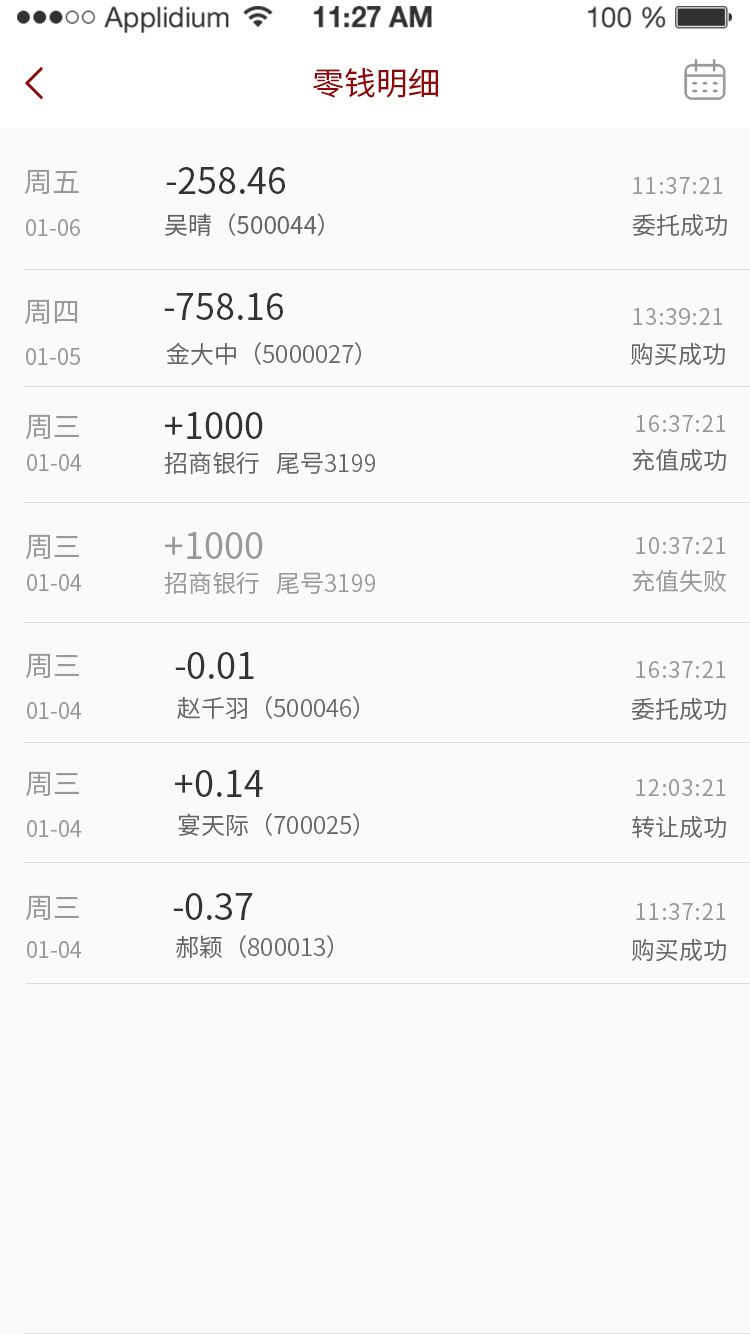 Applidium 11:27 AM 100 %
零钱明细
周五 -258.46 11:37:21
01-06 吴晴（500044） 委托成功
周四 -758.16 13:39:21
01-05 金大中（5000027） 购买成功
周三 +1000 16:37:21
01-04 招商银行 尾号3199 充值成功
周三 +1000 10:37:21
01-04 招商银行 尾号3199 充值失败
周三 -0.01 16:37:21
01-04 赵千羽（500046） 委托成功
周三 +0.14 12:03:21
01-04 宴天际（700025） 转让成功
周三 -0.37 11:37:21
01-04 郝颖（800013） 购买成功